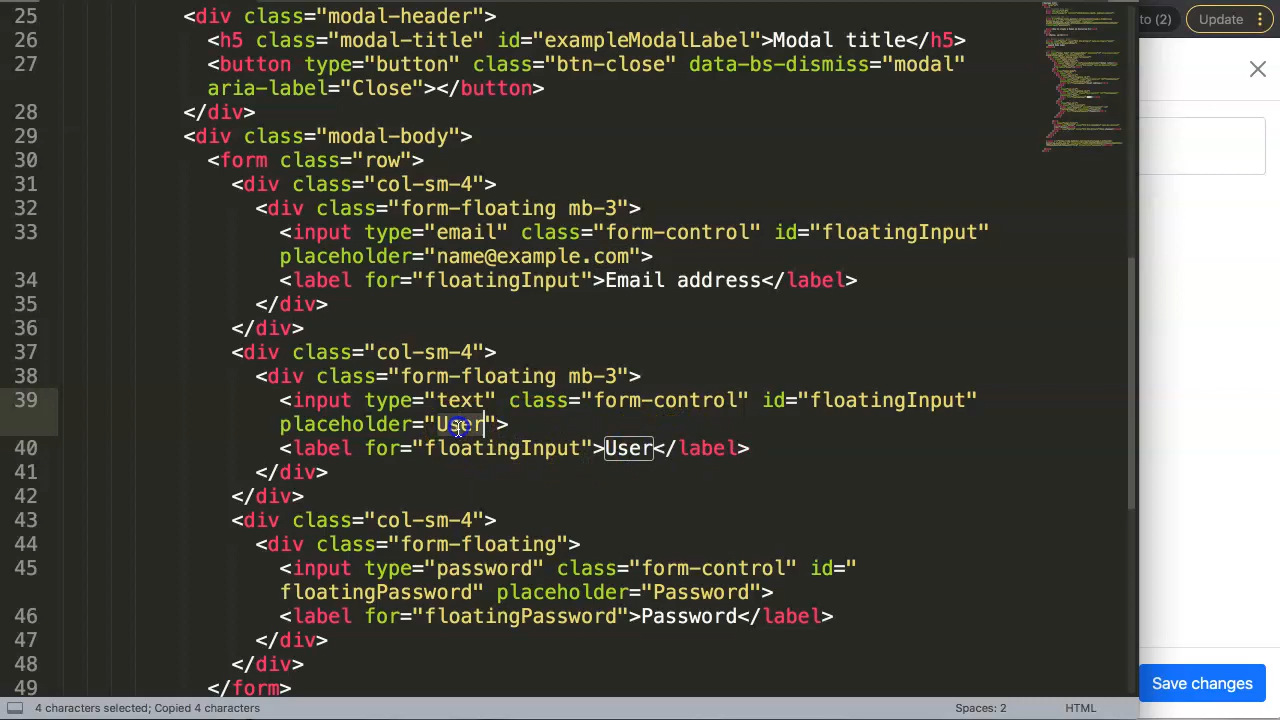 25 <div class="modal-header">
26 <h5 class="modal-title" id="exampleModalLabel">Modal title</h5>
27 <button type="button" class="btn-close" data-bs-dismiss="modal"
aria-label="Close"></button>
28 </div>
29 <div class="modal-body">
30 <form class="row">
31 <div class="col-sm-4">
32 <div class="form-floating mb-3">
33 <input type="email" class="form-control" id="floatingInput"
placeholder="name@example.com">
34 <label for="floatingInput">Email address</label>
35 </div>
36 </div>
37 <div class="col-sm-4">
38 <div class="form-floating mb-3">
39 <input type="text" class="form-control" id="floatingInput"
placeholder="User">
40 <label for="floatingInput">User</label>
41 </div>
42 </div>
43 <div class="col-sm-4">
44 <div class="form-floating">
45 <input type="password" class="form-control" id="
floatingPassword" placeholder="Password">
46 <label for="floatingPassword">Password</label>
47 </div>
48 </div>
49 </form>
4 characters selected; Copied 4 characters
Spaces: 2
HTML
to (2)
Update
Save changes